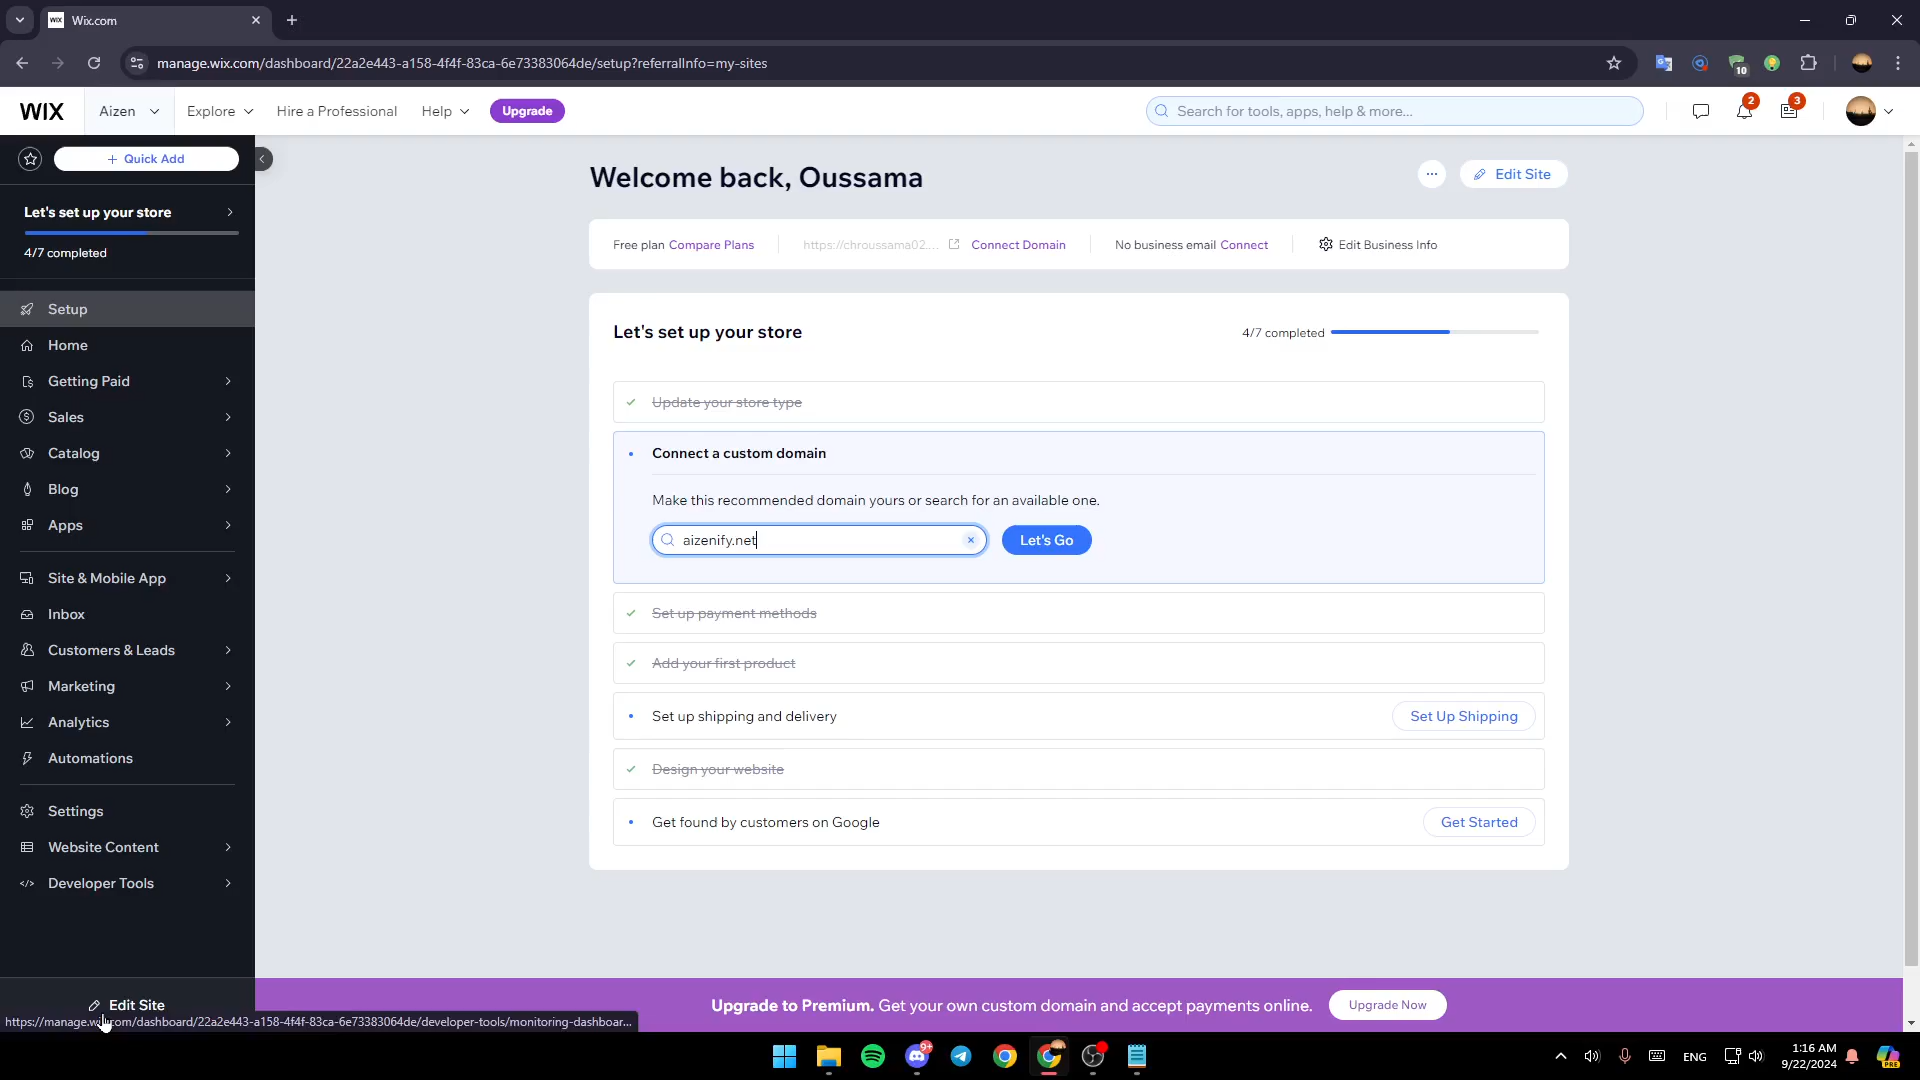 WIX Wix.com
manage.wix.com/dashboard/22a2e443-a158-4f4f-83ca-6e73383064de/setup?referralInfo=my-sites
10
WIX Aizen Explore Hire a Professional Help Upgrade Search for tools, apps, help & more... 2 3
+ Quick Add
Let's set up your store
4/7 completed
Setup
Home
Getting Paid
Sales
Catalog
Blog
Apps
Site & Mobile App
Inbox
Customers & Leads
Marketing
Analytics
Automations
Settings
Website Content
Developer Tools
Edit Site
https://manage.wix.com/dashboard/22a2e443-a158-4f4f-83ca-6e73383064de/developer-tools/monitoring-dashboar...
Welcome back, Oussama
... Edit Site
Free plan Compare Plans https://chroussama02... Connect Domain No business email Connect Edit Business Info
Let's set up your store 4/7 completed
Update your store type
Connect a custom domain
Make this recommended domain yours or search for an available one.
aizenify.net Let's Go
Set up payment methods
Add your first product
Set up shipping and delivery Set Up Shipping
Design your website
Get found by customers on Google Get Started
Upgrade to Premium. Get your own custom domain and accept payments online. Upgrade Now
9+
ENG
1:16 AM
9/22/2024
PRE